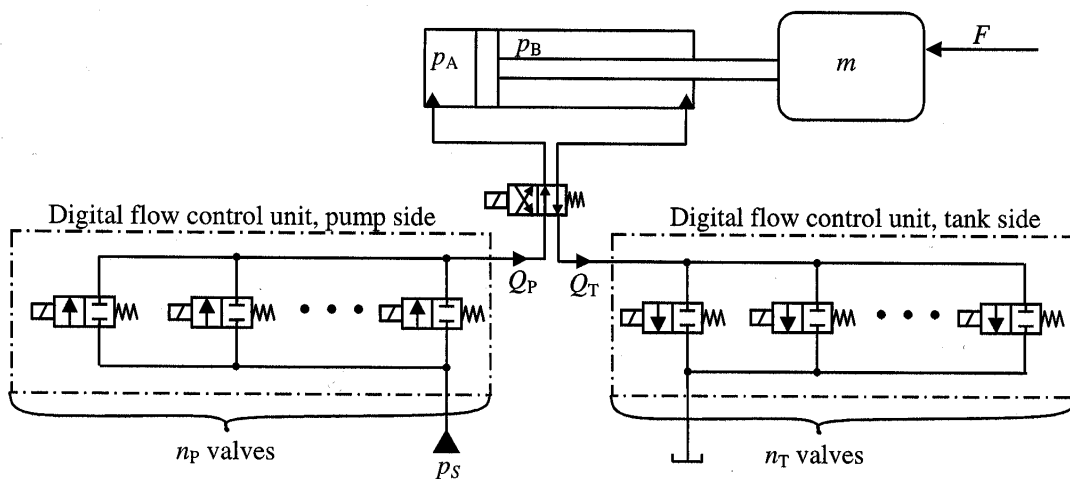 p_A
p_B
m
F
Digital flow control unit, pump side
Digital flow control unit, tank side
Q_P
Q_T
n_P valves
p_S
n_T valves